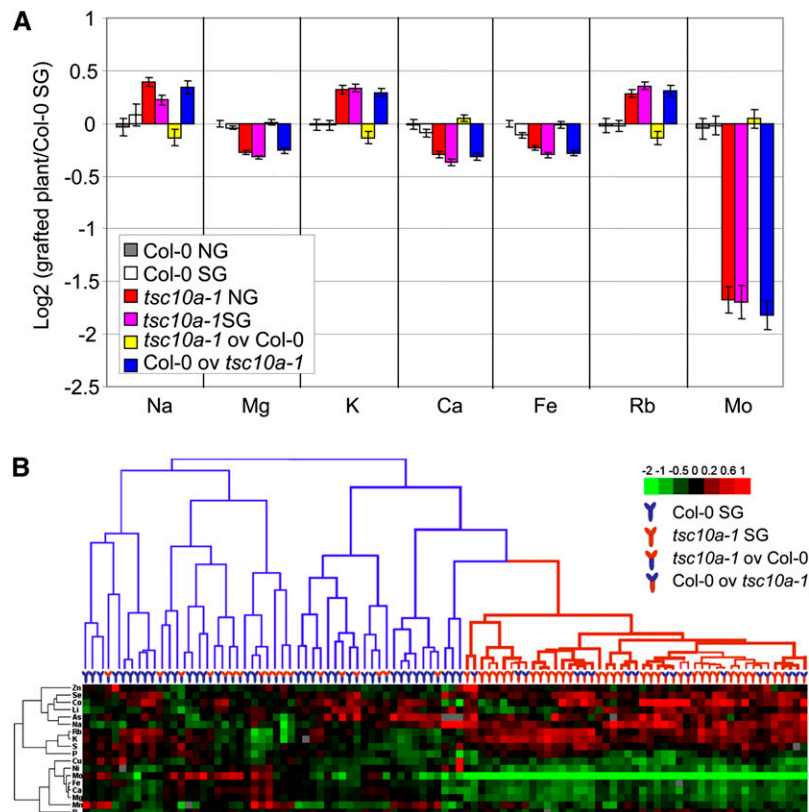 A
Log2 (grafted plant/Col-0 SG)
1
0.5
0
-0.5
-1
-1.5
-2
-2.5
Col-0 NG
Col-0 SG
tsc10a-1 NG
tsc10a-1SG
tsc10a-1 ov Col-0
Col-0 ov tsc10a-1
Na Mg K Ca Fe Rb Mo
B
-2 -1 -0.5 0 0.2 0.6 1
Col-0 SG
tsc10a-1 SG
tsc10a-1 ov Col-0
Col-0 ov tsc10a-1
Zn
Se
Co
Li
As
Na
Rb
K
S
P
Cu
Ni
Mo
Fe
Ca
Mg
Mn